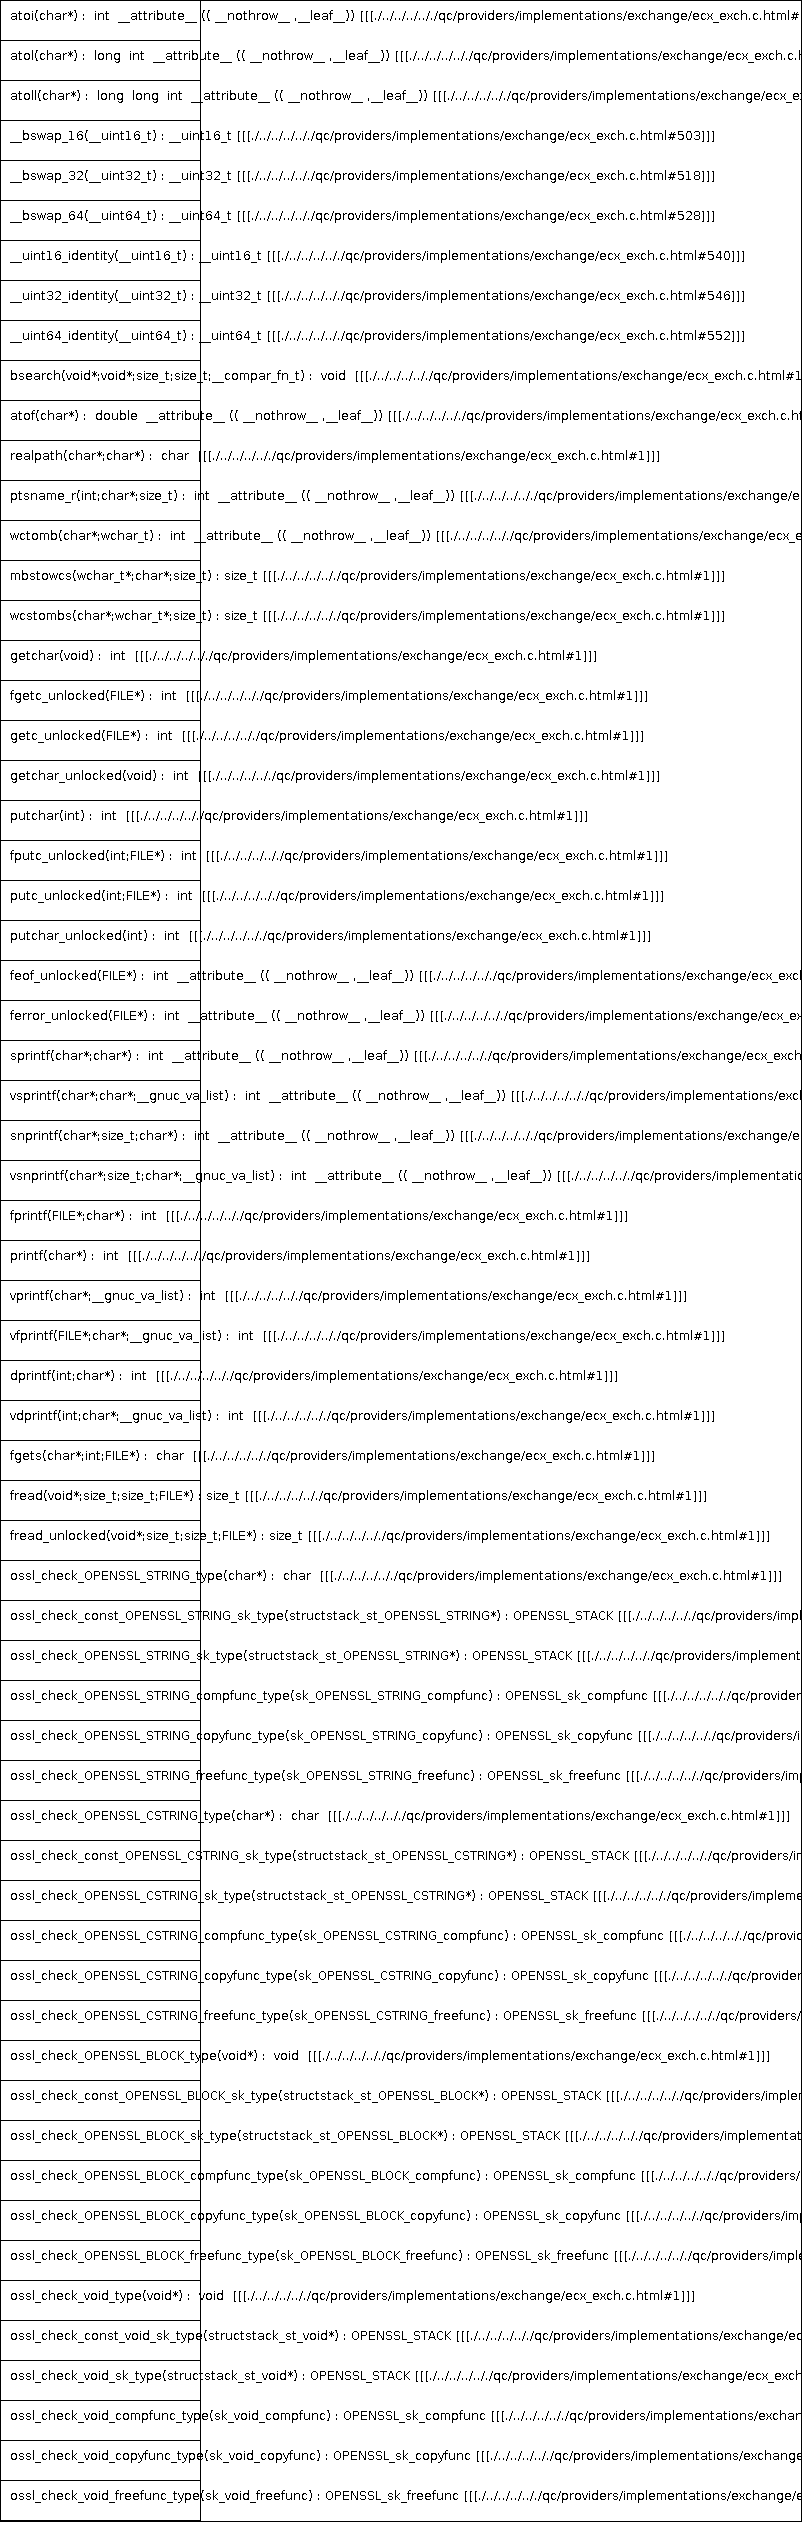 atoi(char*) :  int  __attribute__ (( __nothrow__ ,__leaf__)) [[[./../../../../qc/providers/implementations/exchange/ecx_exch.c.html#
atol(char*) :  long  int  __attribute__ (( __nothrow__ ,__leaf__)) [[[./../../../../qc/providers/implementations/exchange/ecx_exch.c.h
atoll(char*) :  long  long  int  __attribute__ (( __nothrow__ ,__leaf__)) [[[./../../../../qc/providers/implementations/exchange/ecx_e
__bswap_16(__uint16_t) : __uint16_t [[[./../../../../qc/providers/implementations/exchange/ecx_exch.c.html#503]]]
__bswap_32(__uint32_t) : __uint32_t [[[./../../../../qc/providers/implementations/exchange/ecx_exch.c.html#518]]]
__bswap_64(__uint64_t) : __uint64_t [[[./../../../../qc/providers/implementations/exchange/ecx_exch.c.html#528]]]
__uint16_identity(__uint16_t) : __uint16_t [[[./../../../../qc/providers/implementations/exchange/ecx_exch.c.html#540]]]
__uint32_identity(__uint32_t) : __uint32_t [[[./../../../../qc/providers/implementations/exchange/ecx_exch.c.html#546]]]
__uint64_identity(__uint64_t) : __uint64_t [[[./../../../../qc/providers/implementations/exchange/ecx_exch.c.html#552]]]
bsearch(void*;void*;size_t;size_t;__compar_fn_t) :  void  [[[./../../../../qc/providers/implementations/exchange/ecx_exch.c.html#1
atof(char*) :  double  __attribute__ (( __nothrow__ ,__leaf__)) [[[./../../../../qc/providers/implementations/exchange/ecx_exch.c.ht
realpath(char*;char*) :  char  [[[./../../../../qc/providers/implementations/exchange/ecx_exch.c.html#1]]]
ptsname_r(int;char*;size_t) :  int  __attribute__ (( __nothrow__ ,__leaf__)) [[[./../../../../qc/providers/implementations/exchange/e
wctomb(char*;wchar_t) :  int  __attribute__ (( __nothrow__ ,__leaf__)) [[[./../../../../qc/providers/implementations/exchange/ecx_e
mbstowcs(wchar_t*;char*;size_t) : size_t [[[./../../../../qc/providers/implementations/exchange/ecx_exch.c.html#1]]]
wcstombs(char*;wchar_t*;size_t) : size_t [[[./../../../../qc/providers/implementations/exchange/ecx_exch.c.html#1]]]
getchar(void) :  int  [[[./../../../../qc/providers/implementations/exchange/ecx_exch.c.html#1]]]
fgetc_unlocked(FILE*) :  int  [[[./../../../../qc/providers/implementations/exchange/ecx_exch.c.html#1]]]
getc_unlocked(FILE*) :  int  [[[./../../../../qc/providers/implementations/exchange/ecx_exch.c.html#1]]]
getchar_unlocked(void) :  int  [[[./../../../../qc/providers/implementations/exchange/ecx_exch.c.html#1]]]
putchar(int) :  int  [[[./../../../../qc/providers/implementations/exchange/ecx_exch.c.html#1]]]
fputc_unlocked(int;FILE*) :  int  [[[./../../../../qc/providers/implementations/exchange/ecx_exch.c.html#1]]]
putc_unlocked(int;FILE*) :  int  [[[./../../../../qc/providers/implementations/exchange/ecx_exch.c.html#1]]]
putchar_unlocked(int) :  int  [[[./../../../../qc/providers/implementations/exchange/ecx_exch.c.html#1]]]
feof_unlocked(FILE*) :  int  __attribute__ (( __nothrow__ ,__leaf__)) [[[./../../../../qc/providers/implementations/exchange/ecx_excl
ferror_unlocked(FILE*) :  int  __attribute__ (( __nothrow__ ,__leaf__)) [[[./../../../../qc/providers/implementations/exchange/ecx_ex
sprintf(char*;char*) :  int  __attribute__ (( __nothrow__ ,__leaf__)) [[[./../../../../qc/providers/implementations/exchange/ecx_exch
vsprintf(char*;char*;__gnuc_va_list) :  int  __attribute__ (( __nothrow__ ,__leaf__)) [[[./../../../../qc/providers/implementations/excl
snprintf(char*;size_t;char*) :  int  __attribute__ (( __nothrow__ ,__leaf__)) [[[./../../../../qc/providers/implementations/exchange/e
vsnprintf(char*;size_t;char*;__gnuc_va_list) :  int  __attribute__ (( __nothrow__ ,__leaf__)) [[[./../../../../qc/providers/implementatio
fprintf(FILE*;char*) :  int  [[[./../../../../qc/providers/implementations/exchange/ecx_exch.c.html#1]]]
printf(char*) :  int  [[[./../../../../qc/providers/implementations/exchange/ecx_exch.c.html#1]]]
vprintf(char*;__gnuc_va_list) :  int  [[[./../../../../qc/providers/implementations/exchange/ecx_exch.c.html#1]]]
vfprintf(FILE*;char*;__gnuc_va_list) :  int  [[[./../../../../qc/providers/implementations/exchange/ecx_exch.c.html#1]]]
dprintf(int;char*) :  int  [[[./../../../../qc/providers/implementations/exchange/ecx_exch.c.html#1]]]
vdprintf(int;char*;__gnuc_va_list) :  int  [[[./../../../../qc/providers/implementations/exchange/ecx_exch.c.html#1]]]
fgets(char*;int;FILE*) :  char  [[[./../../../../qc/providers/implementations/exchange/ecx_exch.c.html#1]]]
fread(void*;size_t;size_t;FILE*) : size_t [[[./../../../../qc/providers/implementations/exchange/ecx_exch.c.html#1]]]
fread_unlocked(void*;size_t;size_t;FILE*) : size_t [[[./../../../../qc/providers/implementations/exchange/ecx_exch.c.html#1]]]
ossl_check_OPENSSL_STRING_type(char*) :  char  [[[./../../../../qc/providers/implementations/exchange/ecx_exch.c.html#1]]]
ossl_check_const_OPENSSL_STRING_sk_type(structstack_st_OPENSSL_STRING*) : OPENSSL_STACK [[[./../../../../qc/providers/impl
ossl_check_OPENSSL_STRING_sk_type(structstack_st_OPENSSL_STRING*) : OPENSSL_STACK [[[./../../../../qc/providers/implement
ossl_check_OPENSSL_STRING_compfunc_type(sk_OPENSSL_STRING_compfunc) : OPENSSL_sk_compfunc [[[./../../../../qc/provider
ossl_check_OPENSSL_STRING_copyfunc_type(sk_OPENSSL_STRING_copyfunc) : OPENSSL_sk_copyfunc [[[./../../../../qc/providers/i
ossl_check_OPENSSL_STRING_freefunc_type(sk_OPENSSL_STRING_freefunc) : OPENSSL_sk_freefunc [[[./../../../../qc/providers/im
ossl_check_OPENSSL_CSTRING_type(char*) :  char  [[[./../../../../qc/providers/implementations/exchange/ecx_exch.c.html#1]]]
ossl_check_const_OPENSSL_CSTRING_sk_type(structstack_st_OPENSSL_CSTRING*) : OPENSSL_STACK [[[./../../../../qc/providers/i
ossl_check_OPENSSL_CSTRING_sk_type(structstack_st_OPENSSL_CSTRING*) : OPENSSL_STACK [[[./../../../../qc/providers/impleme
ossl_check_OPENSSL_CSTRING_compfunc_type(sk_OPENSSL_CSTRING_compfunc) : OPENSSL_sk_compfunc [[[./../../../../qc/provid
ossl_check_OPENSSL_CSTRING_copyfunc_type(sk_OPENSSL_CSTRING_copyfunc) : OPENSSL_sk_copyfunc [[[./../../../../qc/provider
ossl_check_OPENSSL_CSTRING_freefunc_type(sk_OPENSSL_CSTRING_freefunc) : OPENSSL_sk_freefunc [[[./../../../../qc/providers/
ossl_check_OPENSSL_BLOCK_type(void*) :  void  [[[./../../../../qc/providers/implementations/exchange/ecx_exch.c.html#1]]]
ossl_check_const_OPENSSL_BLOCK_sk_type(structstack_st_OPENSSL_BLOCK*) : OPENSSL_STACK [[[./../../../../qc/providers/imple
ossl_check_OPENSSL_BLOCK_sk_type(structstack_st_OPENSSL_BLOCK*) : OPENSSL_STACK [[[./../../../../qc/providers/implementat
ossl_check_OPENSSL_BLOCK_compfunc_type(sk_OPENSSL_BLOCK_compfunc) : OPENSSL_sk_compfunc [[[./../../../../qc/providers/
ossl_check_OPENSSL_BLOCK_copyfunc_type(sk_OPENSSL_BLOCK_copyfunc) : OPENSSL_sk_copyfunc [[[./../../../../qc/providers/im
ossl_check_OPENSSL_BLOCK_freefunc_type(sk_OPENSSL_BLOCK_freefunc) : OPENSSL_sk_freefunc [[[./../../../../qc/providers/imple
ossl_check_void_type(void*) :  void  [[[./../../../../qc/providers/implementations/exchange/ecx_exch.c.html#1]]]
ossl_check_const_void_sk_type(structstack_st_void*) : OPENSSL_STACK [[[./../../../../qc/providers/implementations/exchange/ec
ossl_check_void_sk_type(structstack_st_void*) : OPENSSL_STACK [[[./../../../../qc/providers/implementations/exchange/ecx_exch
ossl_check_void_compfunc_type(sk_void_compfunc) : OPENSSL_sk_compfunc [[[./../../../../qc/providers/implementations/exchan
ossl_check_void_copyfunc_type(sk_void_copyfunc) : OPENSSL_sk_copyfunc [[[./../../../../qc/providers/implementations/exchange
ossl_check_void_freefunc_type(sk_void_freefunc) : OPENSSL_sk_freefunc [[[./../../../../qc/providers/implementations/exchange/e